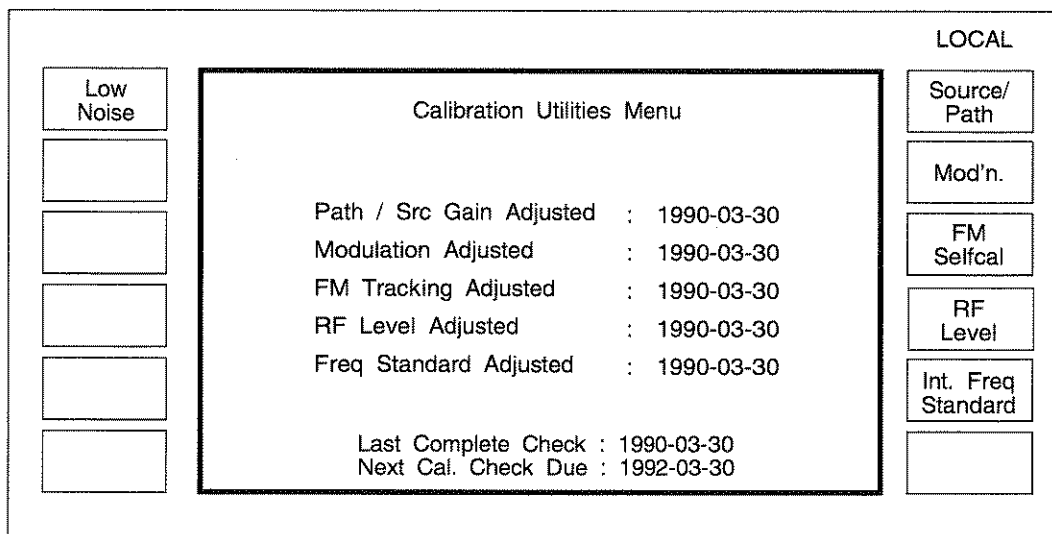 LOCAL
Low
Noise
Calibration Utilities Menu
Path / Src Gain Adjusted : 1990-03-30
Modulation Adjusted : 1990-03-30
FM Tracking Adjusted : 1990-03-30
RF Level Adjusted : 1990-03-30
Freq Standard Adjusted : 1990-03-30
Last Complete Check : 1990-03-30
Next Cal. Check Due : 1992-03-30
Source/
Path
Mod'n.
FM
Selfcal
RF
Level
Int. Freq
Standard